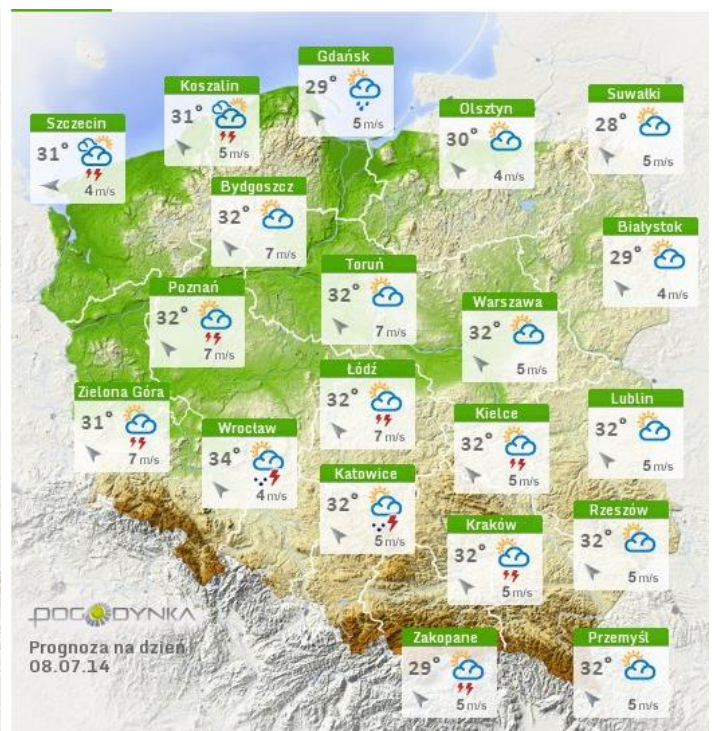 Gdańsk
29°
5 m/s
Koszalin
31°
5 m/s
Suwałki
28°
5 m/s
Olsztyn
30°
4 m/s
Szczecin
31°
4 m/s
Bydgoszcz
32°
7 m/s
Białystok
29°
4 m/s
Toruń
32°
7 m/s
Poznań
32°
7 m/s
Warszawa
32°
5 m/s
Łódź
32°
7 m/s
Zielona Góra
31°
7 m/s
Lublin
32°
5 m/s
Kielce
32°
5 m/s
Wrocław
34°
4 m/s
Katowice
32°
5 m/s
Rzeszów
32°
5 m/s
Kraków
32°
5 m/s
POGODYNKA
Prognoza na dzień
08.07.14
Zakopane
29°
5 m/s
Przemyśl
32°
5 m/s